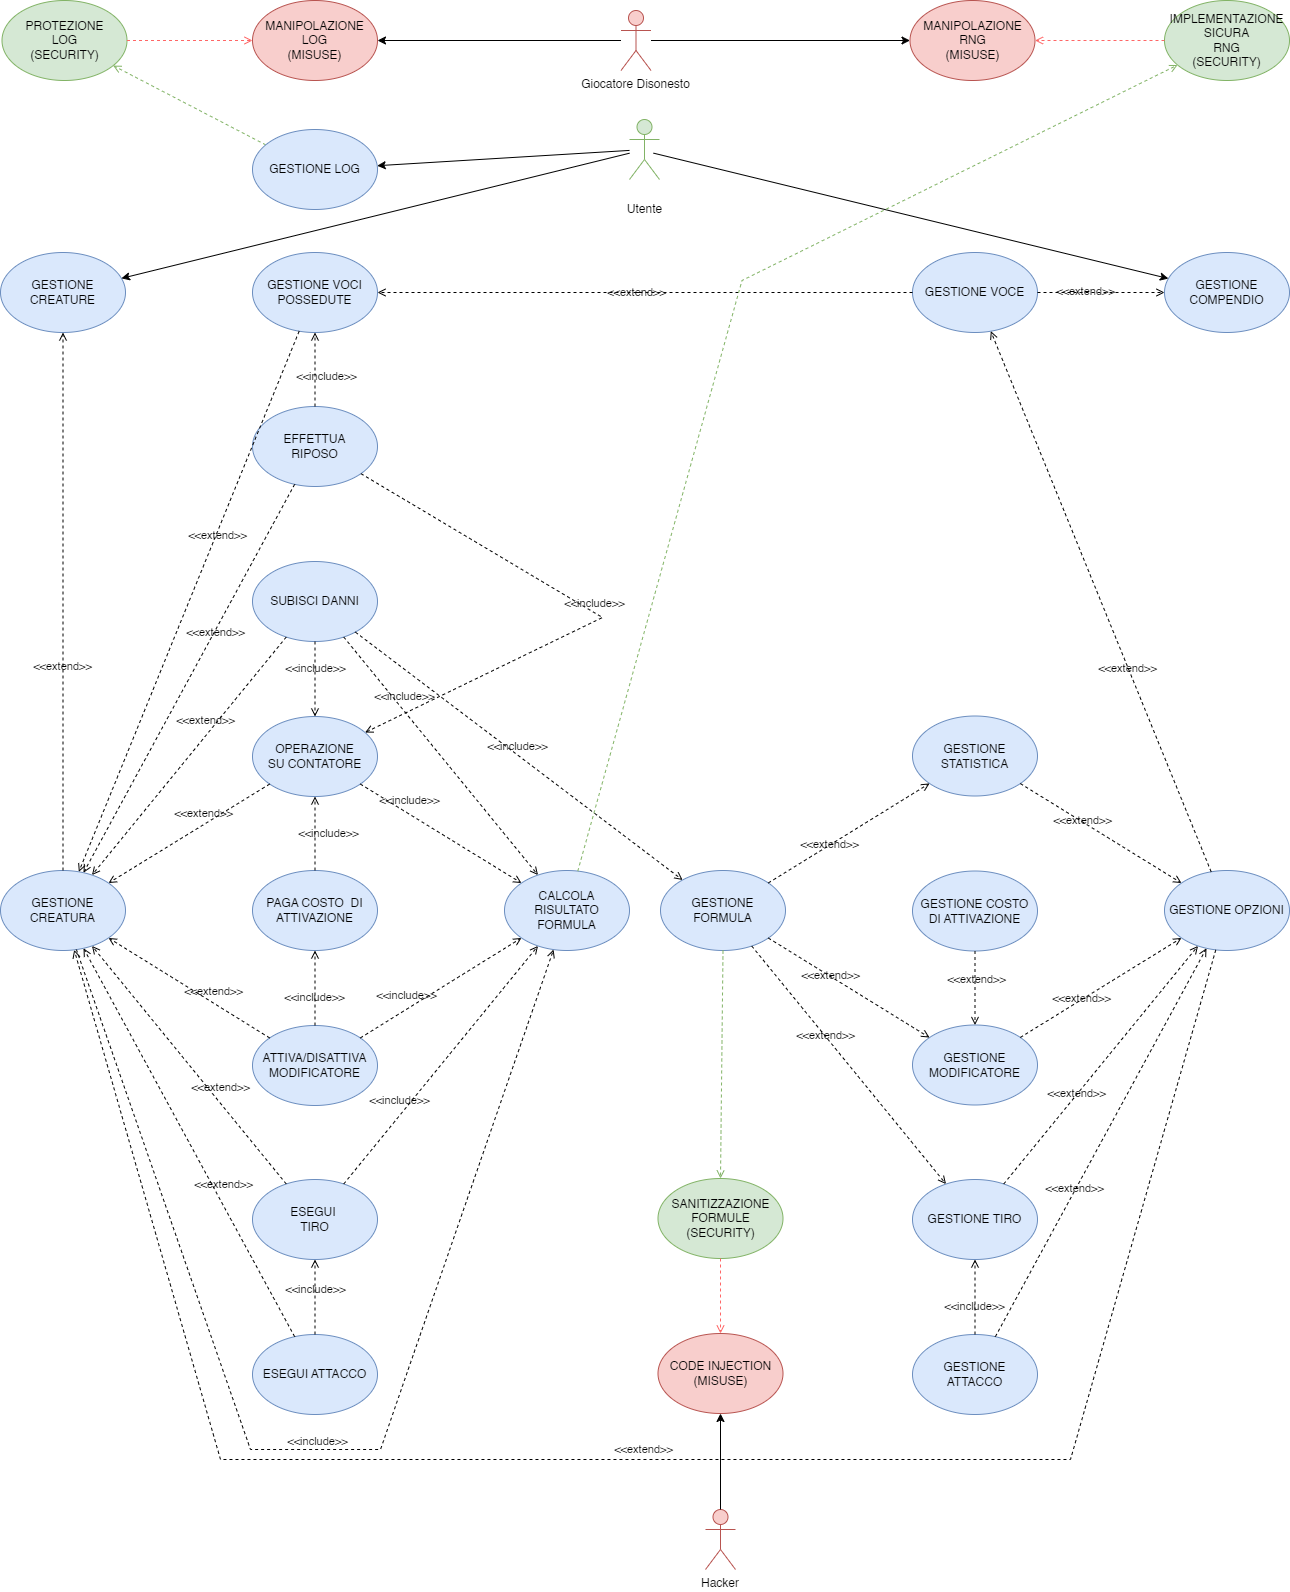 PROTEZIONE
LOG
(SECURITY)
MANIPOLAZIONE
LOG
(MISUSE)
MANIPOLAZIONE
RNG
(MISUSE)
IMPLEMENTAZIONE
SICURA
RNG
(SECURITY)
Giocatore Disonesto
GESTIONE LOG
Utente
GESTIONE
CREATURE
GESTIONE VOCI
POSSEDUTE
<<extend>>
GESTIONE VOCE
<<extend>>
GESTIONE
COMPENDIO
<<include>>
EFFETTUA
RIPOSO
<<extend>>
SUBISCI DANNI
<<include>>
<<extend>>
<<extend>>
<<include>>
<<extend>>
<<include>>
<<extend>>
<<include>>
OPERAZIONE
SU CONTATORE
GESTIONE
STATISTICA
<<extend>>
<<include>>
<<include>>
<<extend>>
<<extend>>
GESTIONE
CREATURA
PAGA COSTO  DI
ATTIVAZIONE
CALCOLA
RISULTATO
FORMULA
GESTIONE
FORMULA
GESTIONE COSTO
DI ATTIVAZIONE
GESTIONE OPZIONI
<<extend>>
<<include>>
<<include>>
<<extend>>
<<extend>>
<<extend>>
<<extend>>
ATTIVA/DISATTIVA
MODIFICATORE
GESTIONE
MODIFICATORE
<<extend>>
<<include>>
<<extend>>
<<extend>>
<<extend>>
ESEGUI
TIRO
SANITIZZAZIONE
FORMULE
(SECURITY)
GESTIONE TIRO
<<include>>
<<include>>
ESEGUI ATTACCO
CODE INJECTION
(MISUSE)
GESTIONE
ATTACCO
<<include>>
<<extend>>
Hacker